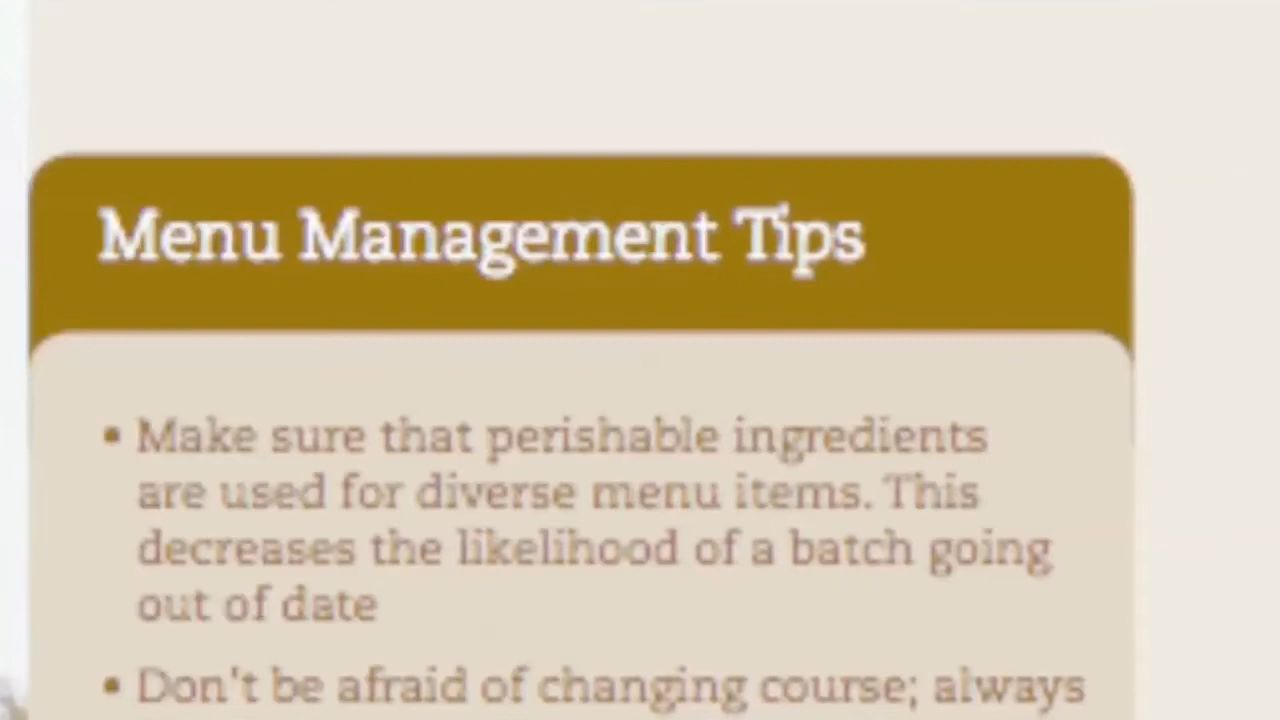 Menu Management Tips
• Make sure that perishable ingredients
are used for diverse menu items. This
decreases the likelihood of a batch going
out of date
• Don't be afraid of changing course; always